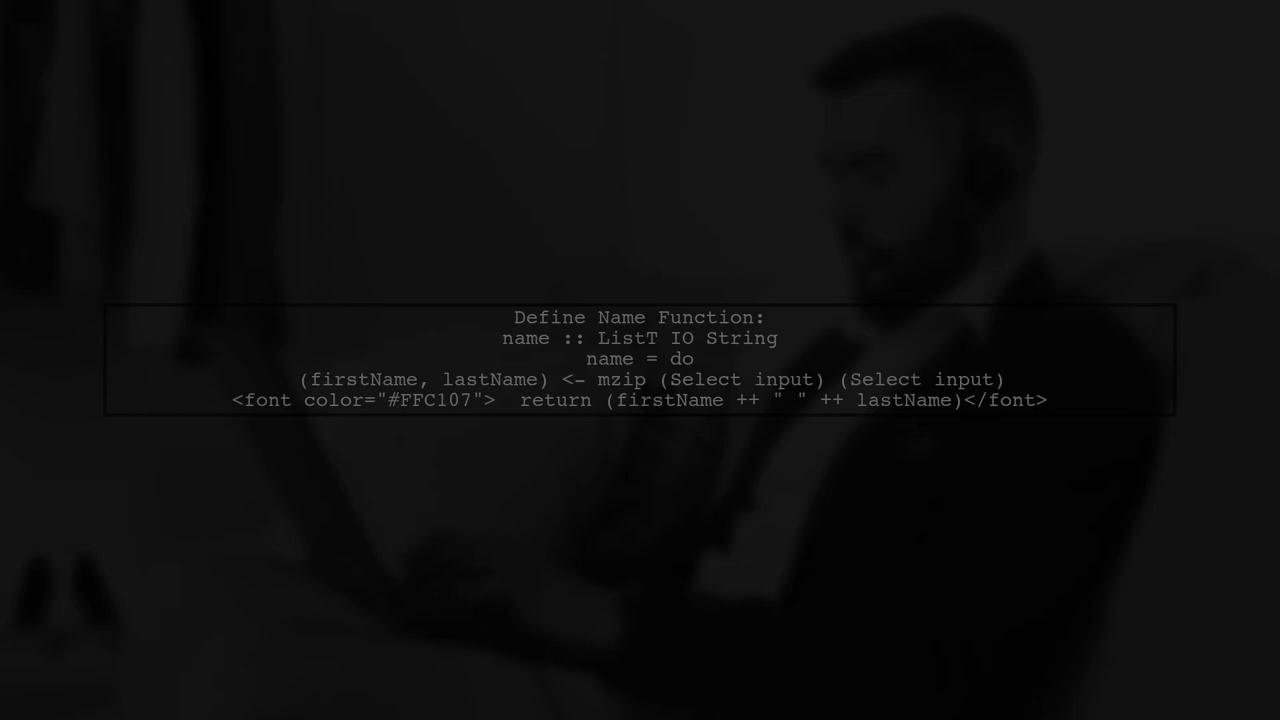 Define Name Function:
name :: ListT IO String
name = do
(firstName, lastName) <- mzip (Select input) (Select input)
<font color="#FFC107">  return (firstName ++ " " ++ lastName)</font>